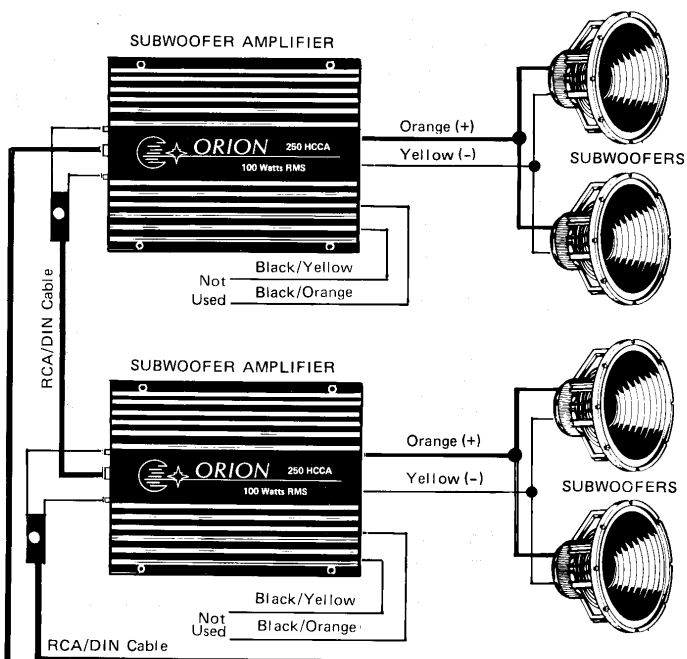 SUBWOOFER AMPLIFIER
ORION 250 HCCA
100 Watts RMS
Orange (+)
Yellow (-)
SUBWOOFERS
Black/Yellow
Not
Used
Black/Orange
RCA/DIN Cable
SUBWOOFER AMPLIFIER
ORION 250 HCCA
100 Watts RMS
Orange (+)
Yellow (-)
SUBWOOFERS
Black/Yellow
Not
Used
Black/Orange
RCA/DIN Cable